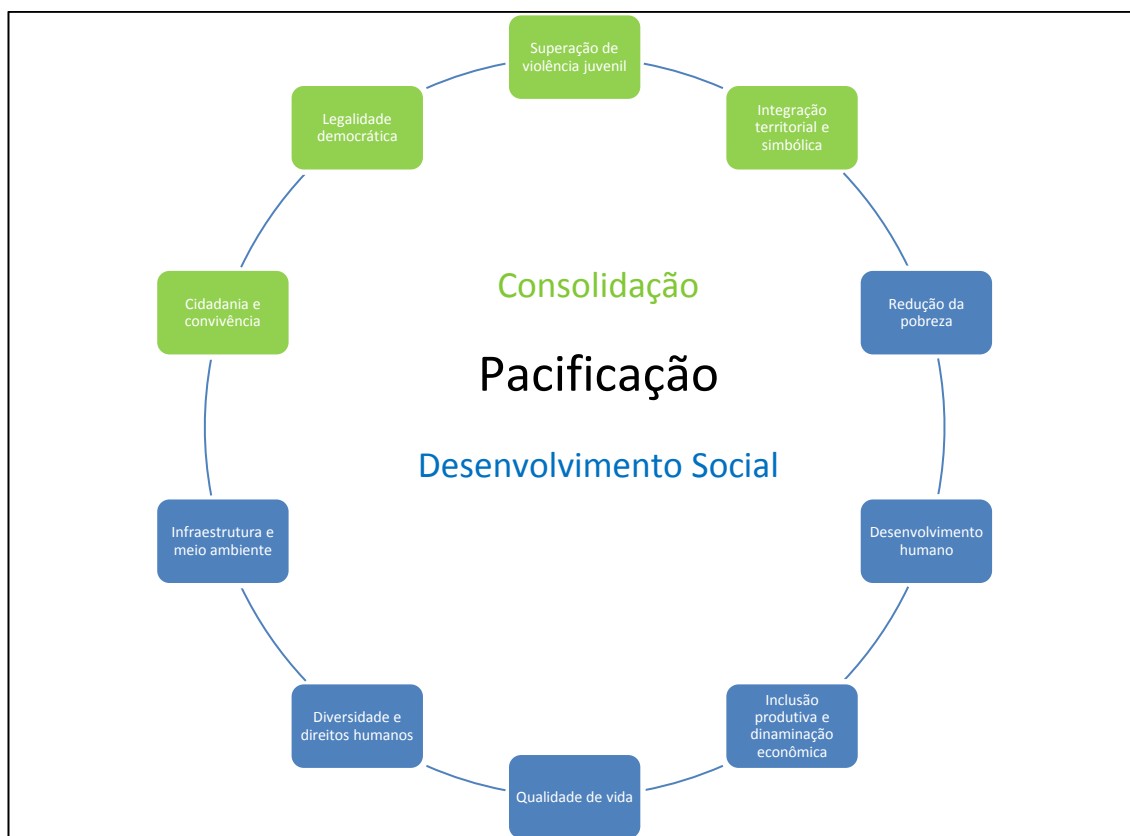 Superação de
violência juvenil
Legalidade
democrática
Integração
territorial e
simbólica
Cidadania e
convivência
Consolidação
Redução da
pobreza
Pacificação
Desenvolvimento Social
Infraestrutura e
meio ambiente
Desenvolvimento
humano
Diversidade e
direitos humanos
Inclusão
produtiva e
dinaminação
econômica
Qualidade de vida